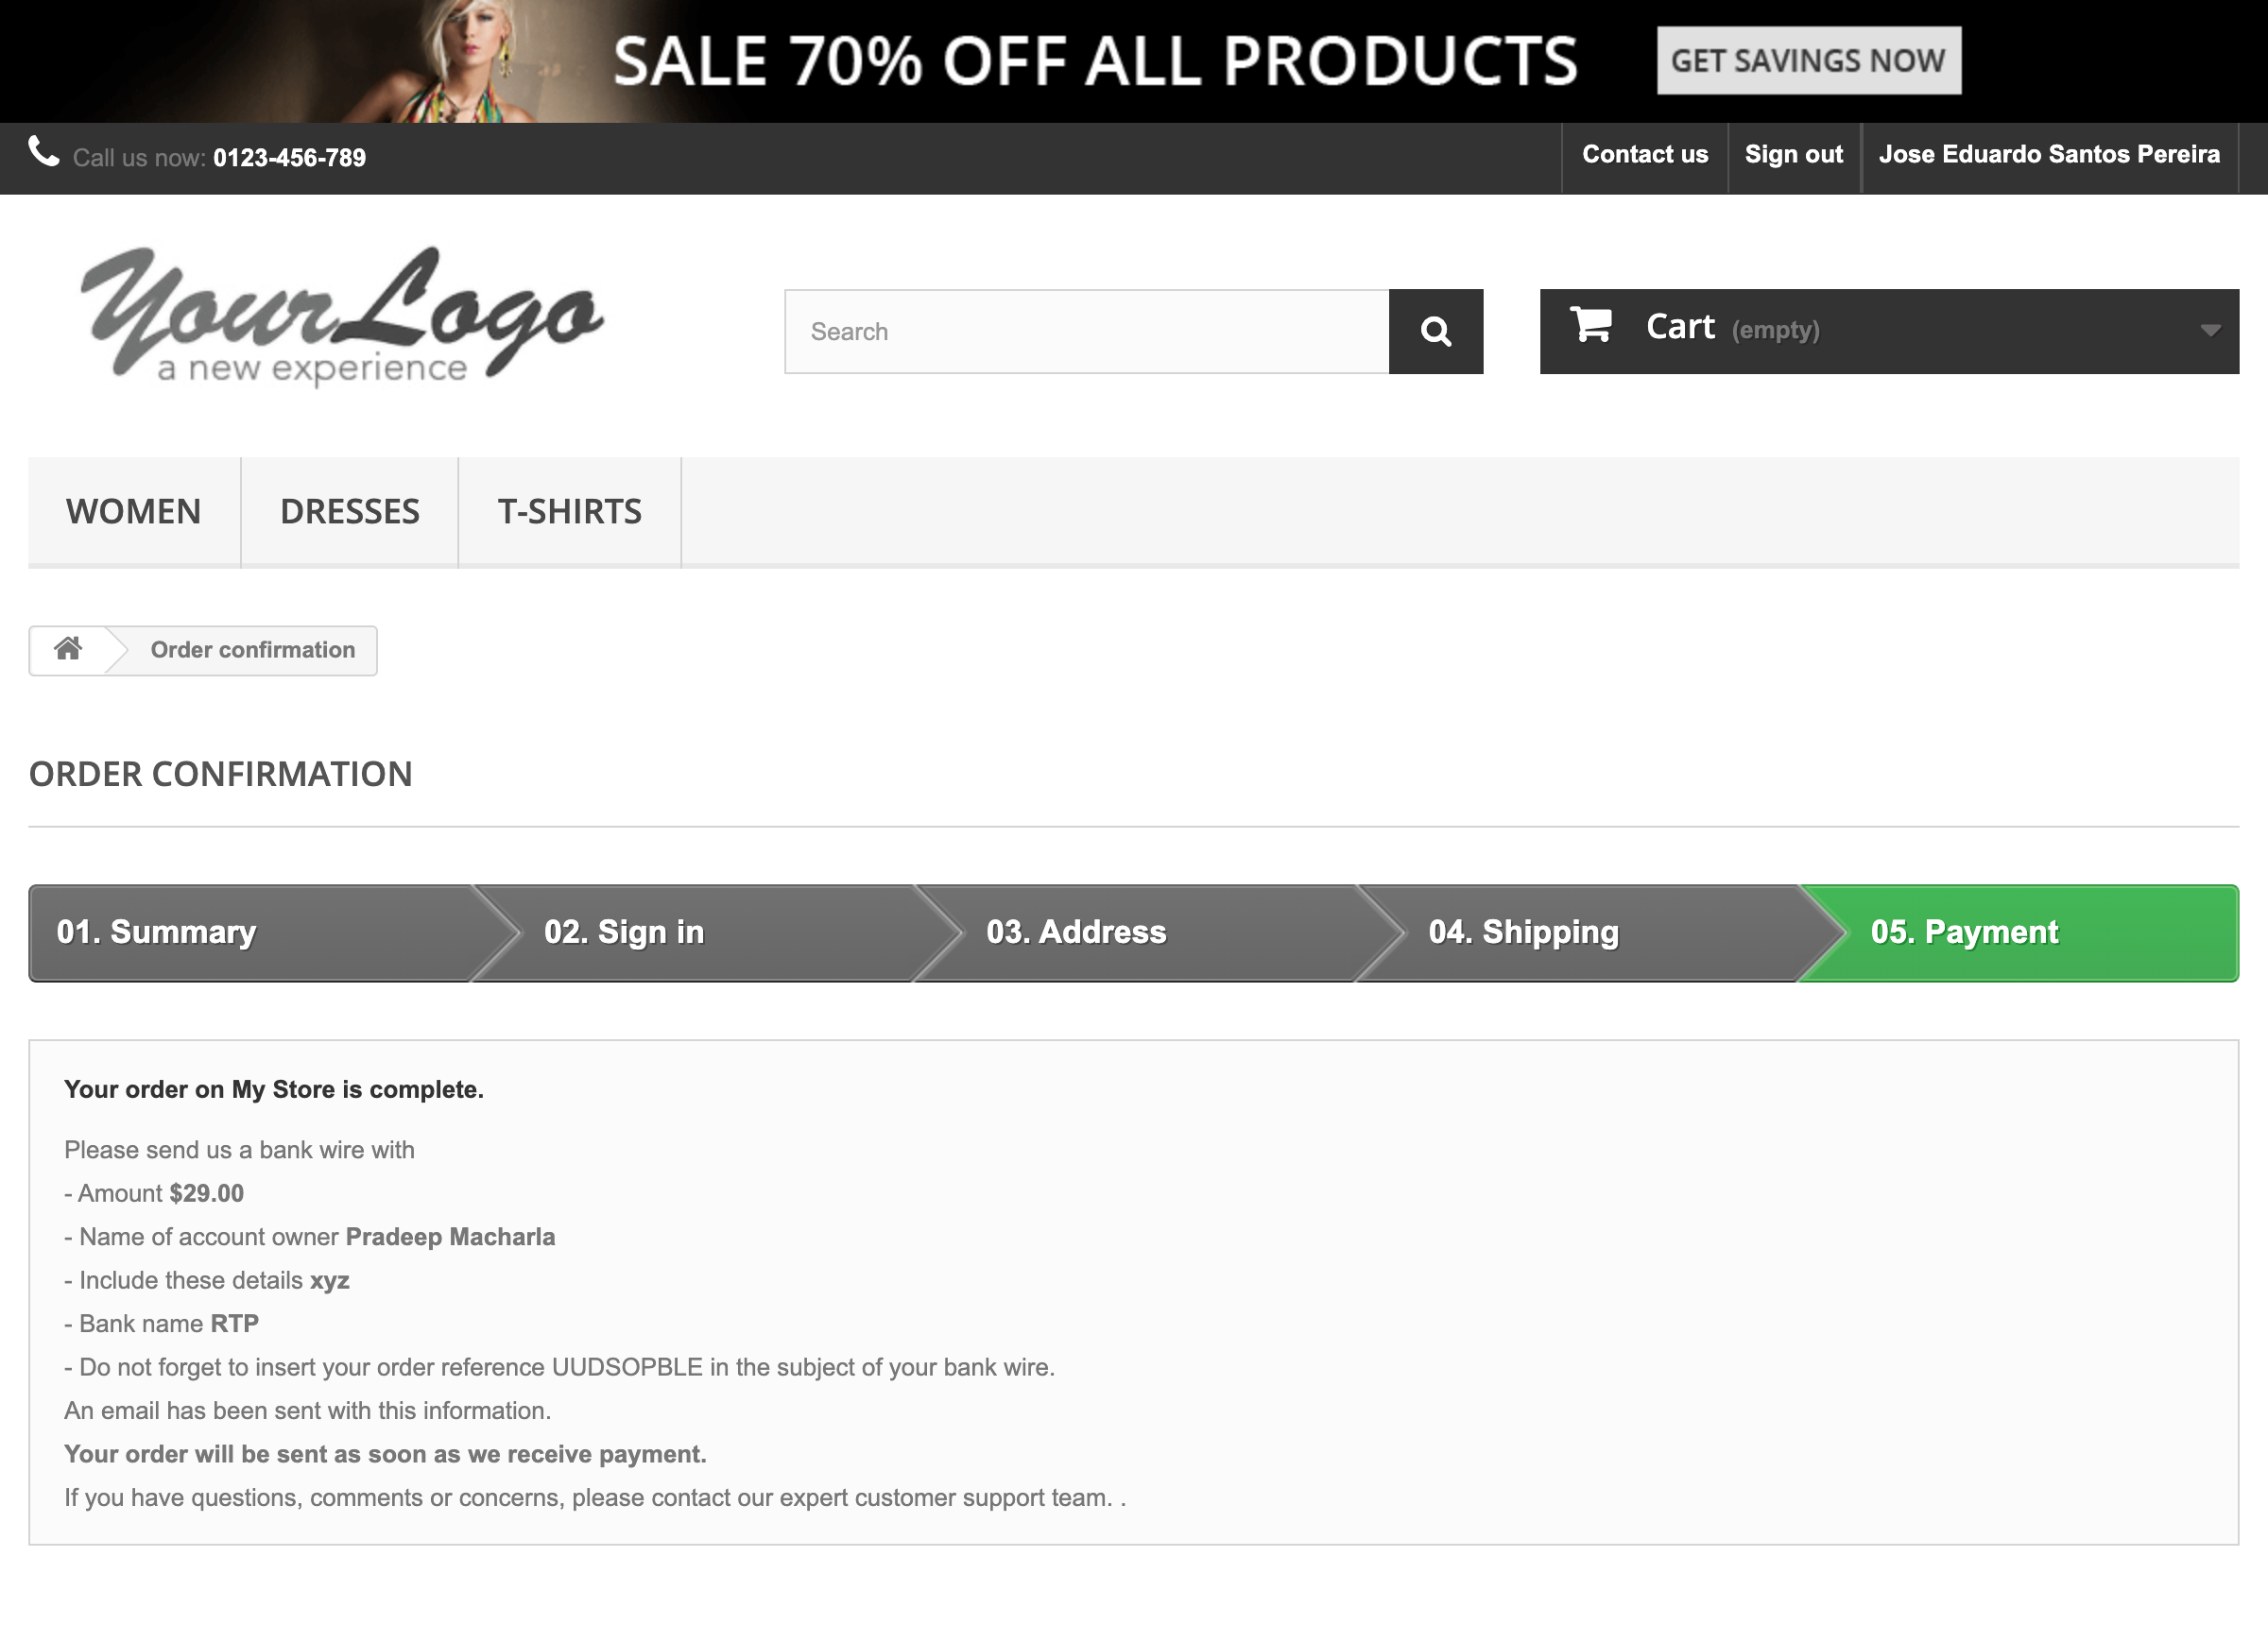 SALE 70% OFF ALL PRODUCTS
GET SAVINGS NOW
Call us now: 0123-456-789
Contact us
Sign out
Jose Eduardo Santos Pereira
Your Logo
a new experience
Search
Cart (empty)
WOMEN
DRESSES
T-SHIRTS
Order confirmation
ORDER CONFIRMATION
01. Summary
02. Sign in
03. Address
04. Shipping
05. Payment
Your order on My Store is complete.
Please send us a bank wire with
- Amount $29.00
- Name of account owner Pradeep Macharla
- Include these details xyz
- Bank name RTP
- Do not forget to insert your order reference UUDSOPBLE in the subject of your bank wire.
An email has been sent with this information.
Your order will be sent as soon as we receive payment.
If you have questions, comments or concerns, please contact our expert customer support team. .